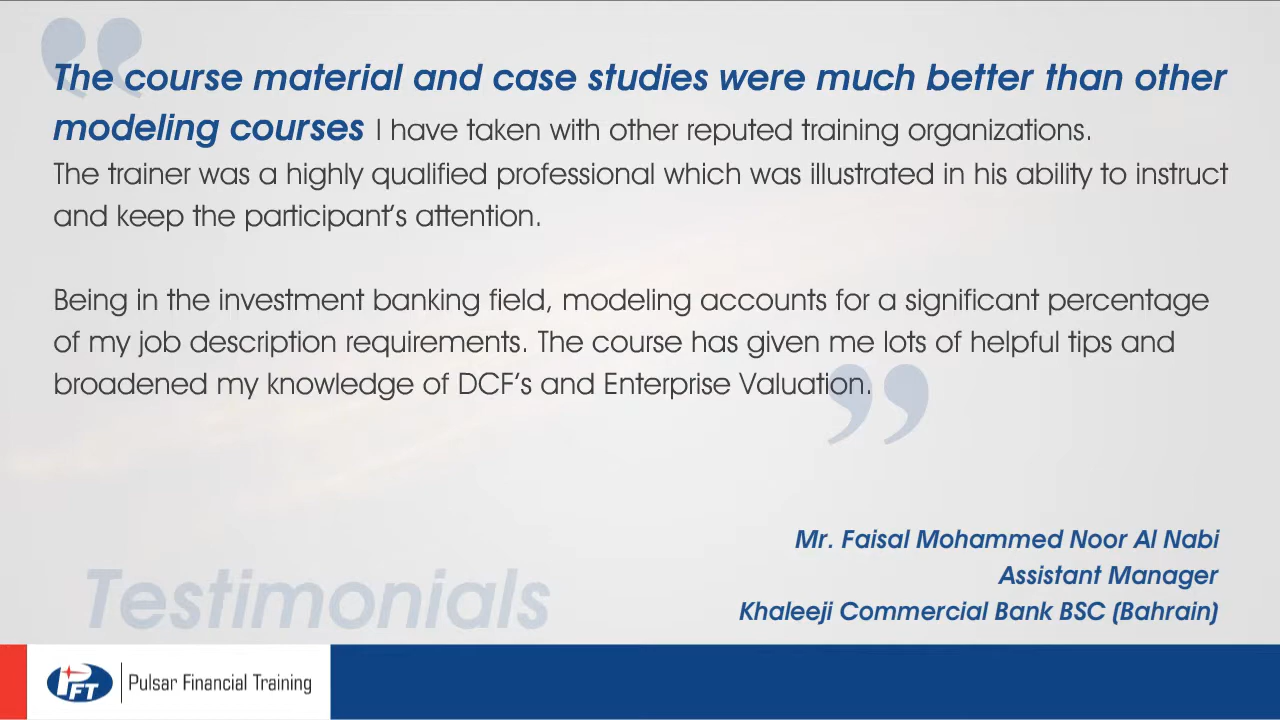 The course material and case studies were much better than other
modeling courses I have taken with other reputed training organizations.
The trainer was a highly qualified professional which was illustrated in his ability to instruct
and keep the participant's attention.
Being in the investment banking field, modeling accounts for a significant percentage
of my job description requirements. The course has given me lots of helpful tips and
broadened my knowledge of DCF's and Enterprise Valuation.
Mr. Faisal Mohammed Noor Al Nabi
Assistant Manager
Khaleeji Commercial Bank BSC (Bahrain)
Testimonials
PFT Pulsar Financial Training